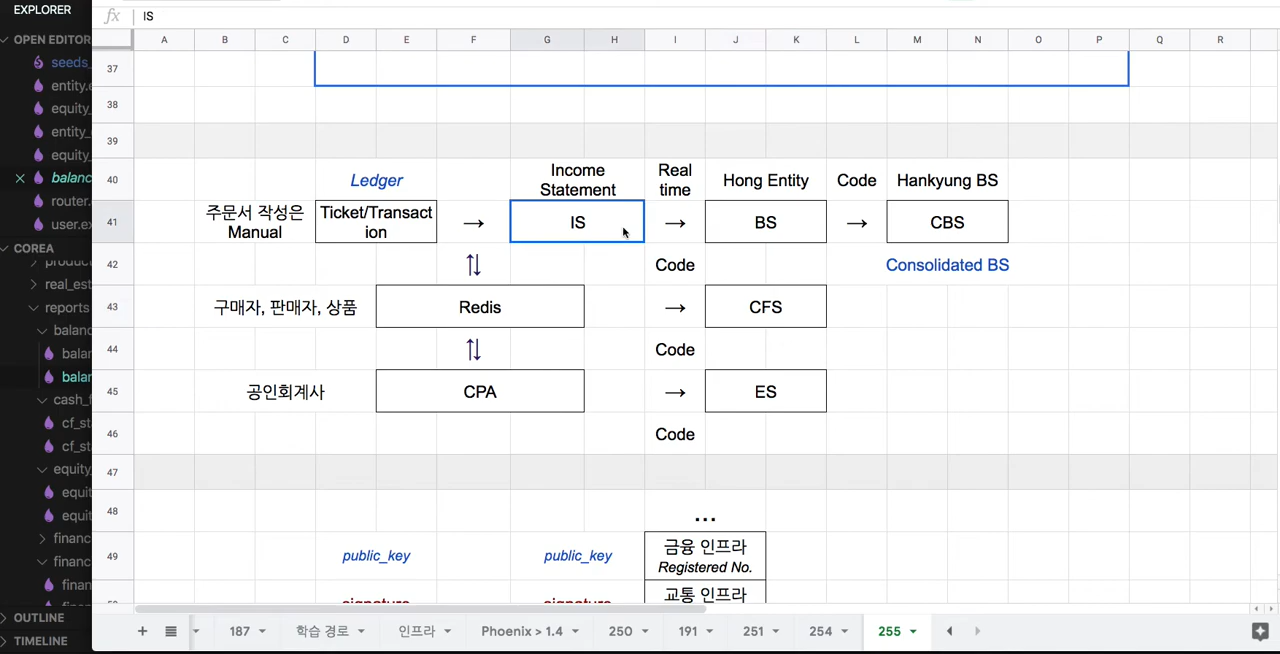 EXPLORER
fx IS
A B C D E F G H I J K L M N O P Q R
OPEN EDITOR
seeds_
entity.e
equity_
entity_
equity_
balanc
router.
user.ex
COREA
produc
real_est
reports
balanc
balan
balan
cash_f
cf_st
cf_st
equity_
equit
equit
financ
financ
finan
OUTLINE
TIMELINE
37
38
39
40 Ledger Income Statement Real time Hong Entity Code Hankyung BS
41 주문서 작성은 Manual Ticket/Transaction → IS → BS → CBS
42 ⇅ Code Consolidated BS
43 구매자, 판매자, 상품 Redis → CFS
44 ⇅ Code
45 공인회계사 CPA → ES
46 Code
47
48 ...
49 public_key public_key 금융 인프라
Registered No.
교통 인프라
187 학습 경로 인프라 Phoenix > 1.4 250 191 251 254 255